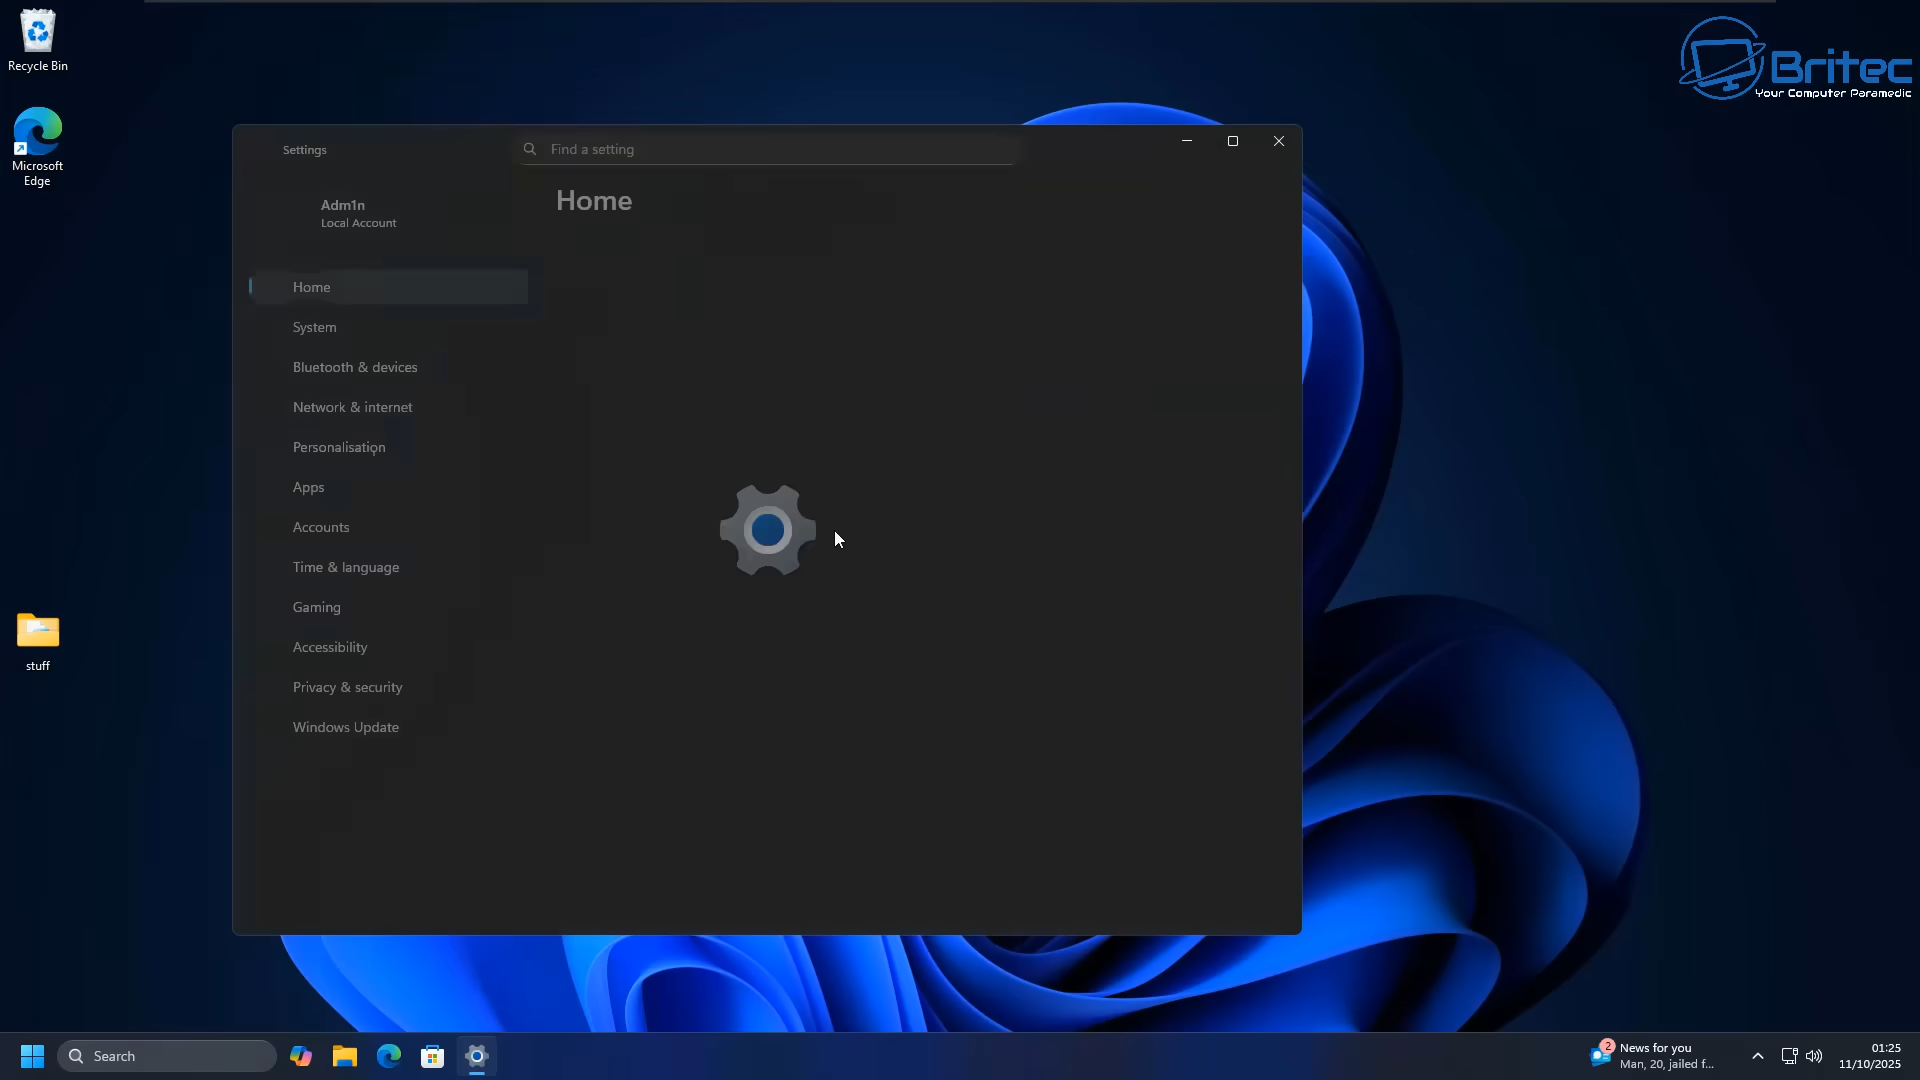 Recycle Bin
Microsoft
Edge
stuff
Britec
Your Computer Paramedic
Settings
Find a setting
Adm1n
Local Account
Home
Home
System
Bluetooth & devices
Network & internet
Personalisation
Apps
Accounts
Time & language
Gaming
Accessibility
Privacy & security
Windows Update
Search
2
News for you
Man, 20, jailed f...
01:25
11/10/2025